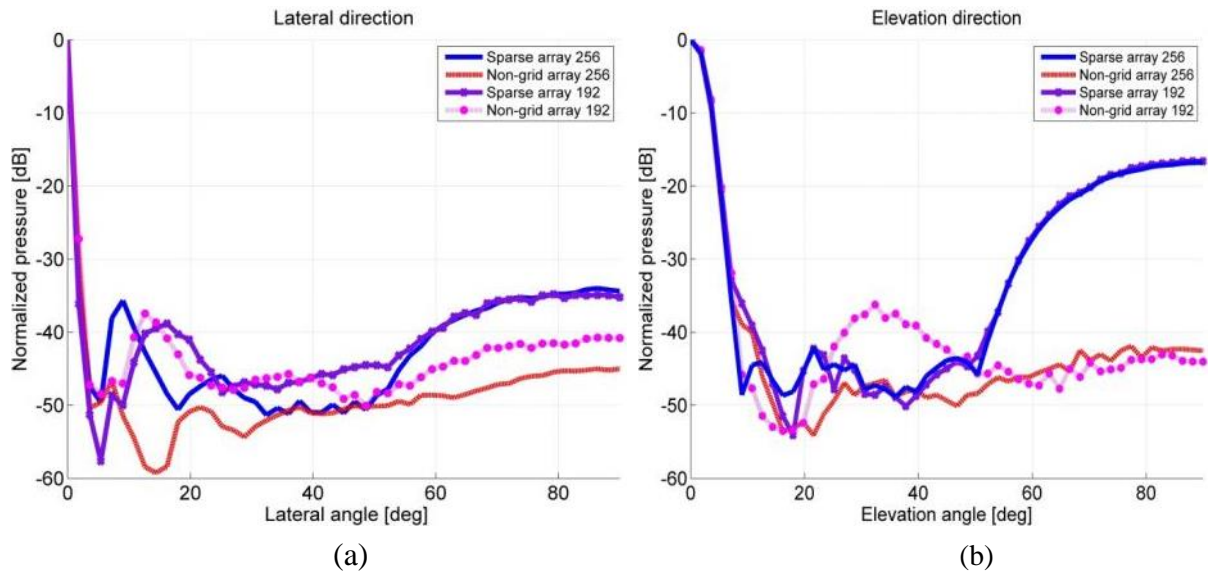 Lateral direction
0
-10
-20
-30
-40
-50
-60
Normalized pressure [dB]
Sparse array 256
Non-grid array 256
Sparse array 192
Non-grid array 192
0 20 40 60 80
Lateral angle [deg]
(a)
Elevation direction
0
-10
-20
-30
-40
-50
-60
Normalized pressure [dB]
Sparse array 256
Non-grid array 256
Sparse array 192
Non-grid array 192
0 20 40 60 80
Elevation angle [deg]
(b)